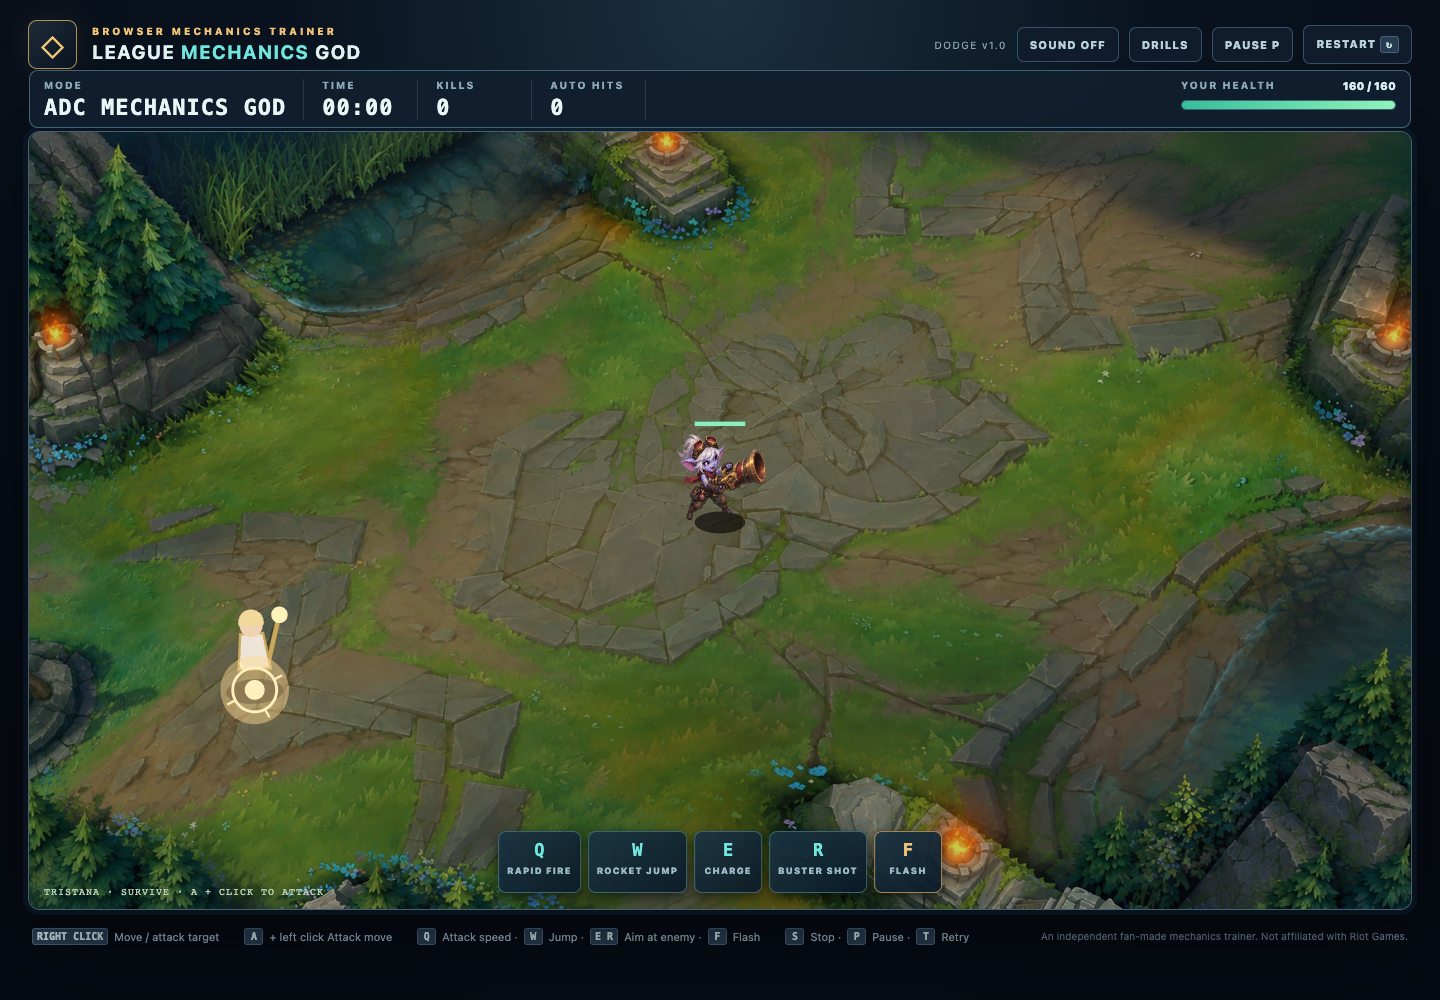 BROWSER MECHANICS TRAINER
LEAGUE MECHANICS GOD
DODGE v1.0
SOUND OFF
DRILLS
PAUSE P
RESTART ↻
MODE
ADC MECHANICS GOD
TIME
00:00
KILLS
0
AUTO HITS
0
YOUR HEALTH
160 / 160
Q
RAPID FIRE
W
ROCKET JUMP
E
CHARGE
R
BUSTER SHOT
F
FLASH
TRISTANA · SURVIVE · A + CLICK TO ATTACK
RIGHT CLICK Move / attack target A + left click Attack move Q Attack speed · W Jump · E R Aim at enemy · F Flash S Stop · P Pause · T Retry
An independent fan-made mechanics trainer. Not affiliated with Riot Games.